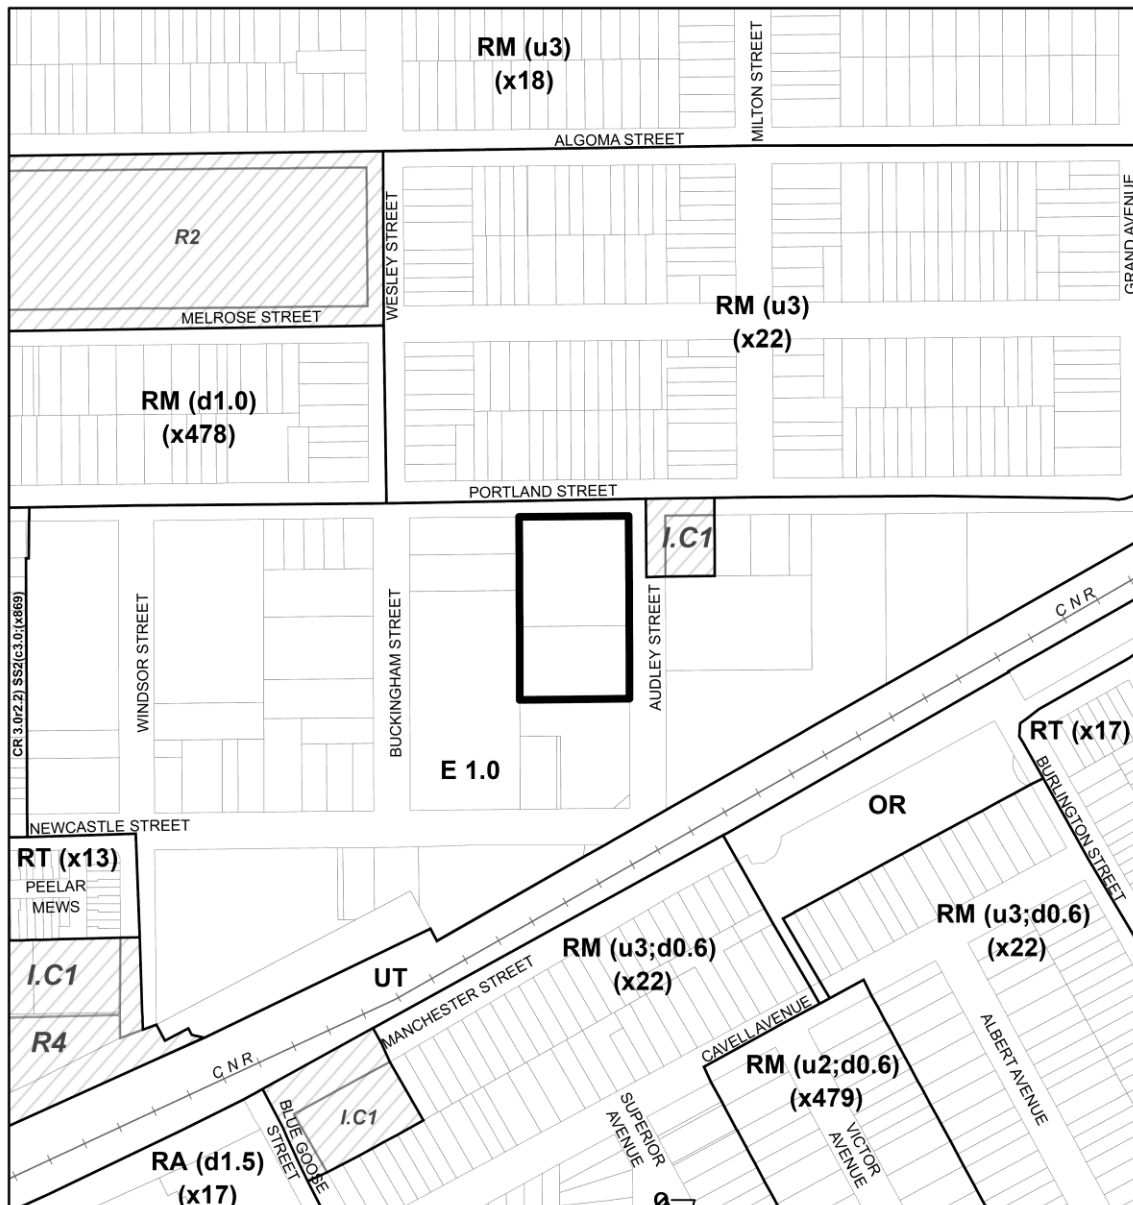 RM (u3)
(x18)
MILTON STREET
ALGOMA STREET
R2
WESLEY STREET
GRAND AVENUE
MELROSE STREET
RM (u3)
(x22)
RM (d1.0)
(x478)
PORTLAND STREET
I.C1
CR 3.0r2.2) SS2(c3.0;(x869)
WINDSOR STREET
BUCKINGHAM STREET
AUDLEY STREET
C N R
E 1.0
RT (x17)
BURLINGTON STREET
OR
NEWCASTLE STREET
RT (x13)
PEELAR
MEWS
RM (u3;d0.6)
(x22)
RM (u3;d0.6)
(x22)
I.C1
UT
MANCHESTER STREET
R4
CAVELL AVENUE
ALBERT AVENUE
C N R
RM (u2;d0.6)
(x479)
I.C1
BLUE GOOSE
STREET
SUPERIOR
AVENUE
VICTOR
AVENUE
RA (d1.5)
(x17)